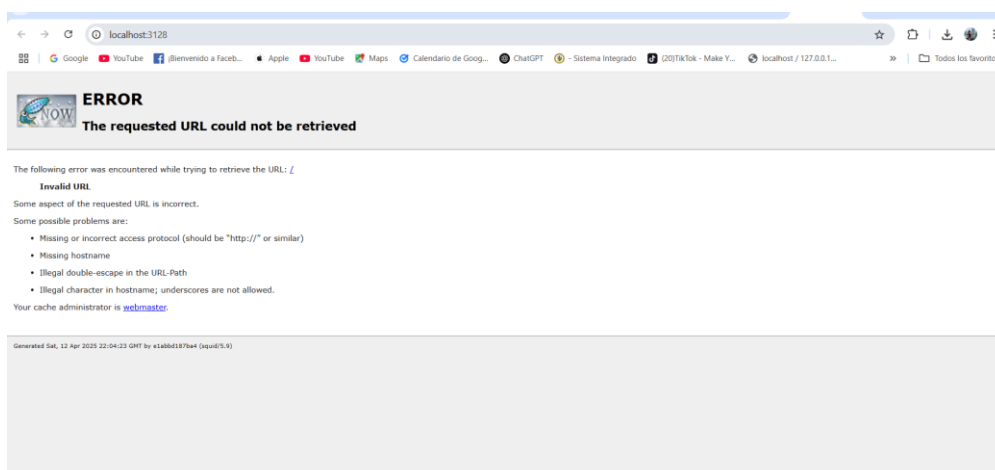 localhost:3128
Google YouTube ¡Bienvenido a Faceb... Apple YouTube Maps Calendario de Goog... ChatGPT - Sistema Integrado (20)TikTok - Make Y... localhost / 127.0.0.1... » Todos los favorito
NOW
ERROR
The requested URL could not be retrieved
The following error was encountered while trying to retrieve the URL: /
Invalid URL
Some aspect of the requested URL is incorrect.
Some possible problems are:
• Missing or incorrect access protocol (should be "http://" or similar)
• Missing hostname
• Illegal double-escape in the URL-Path
• Illegal character in hostname; underscores are not allowed.
Your cache administrator is webmaster.
Generated Sat, 12 Apr 2025 22:04:23 GMT by e1abbd187ba4 (squid/5.9)